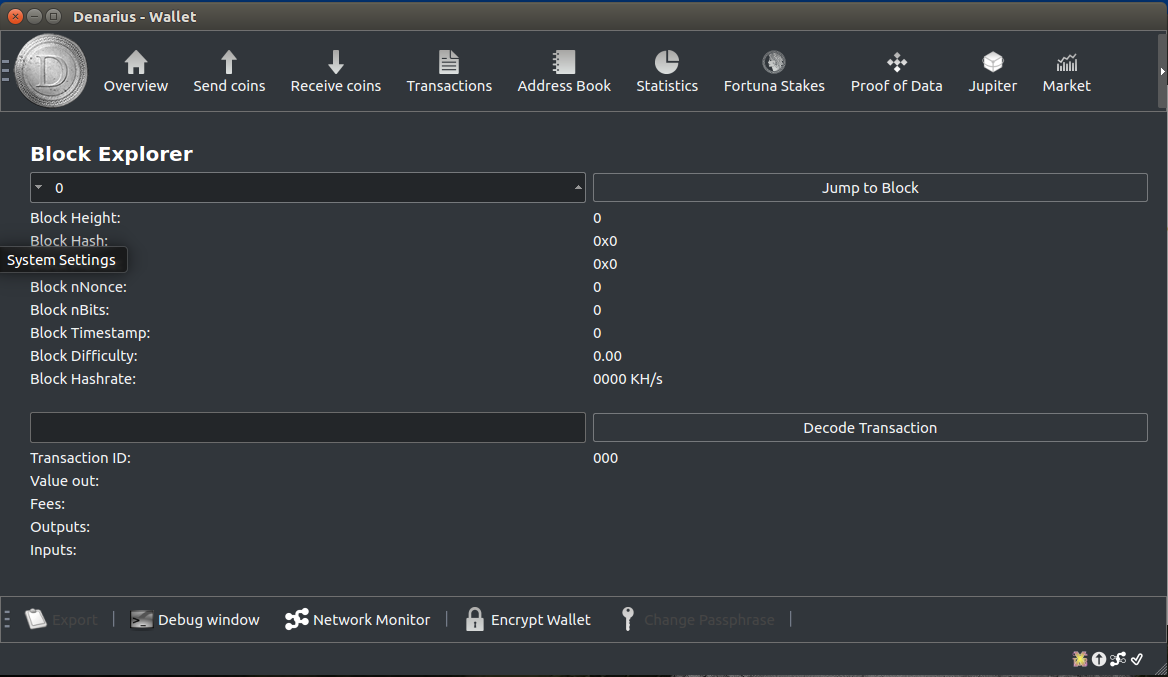 Denarius - Wallet
Overview Send coins Receive coins Transactions Address Book Statistics Fortuna Stakes Proof of Data Jupiter Market
Block Explorer
0 Jump to Block
Block Height: 0
Block Hash: 0x0
System Settings 0x0
Block nNonce: 0
Block nBits: 0
Block Timestamp: 0
Block Difficulty: 0.00
Block Hashrate: 0000 KH/s
Decode Transaction
Transaction ID: 000
Value out:
Fees:
Outputs:
Inputs:
Export Debug window Network Monitor Encrypt Wallet Change Passphrase